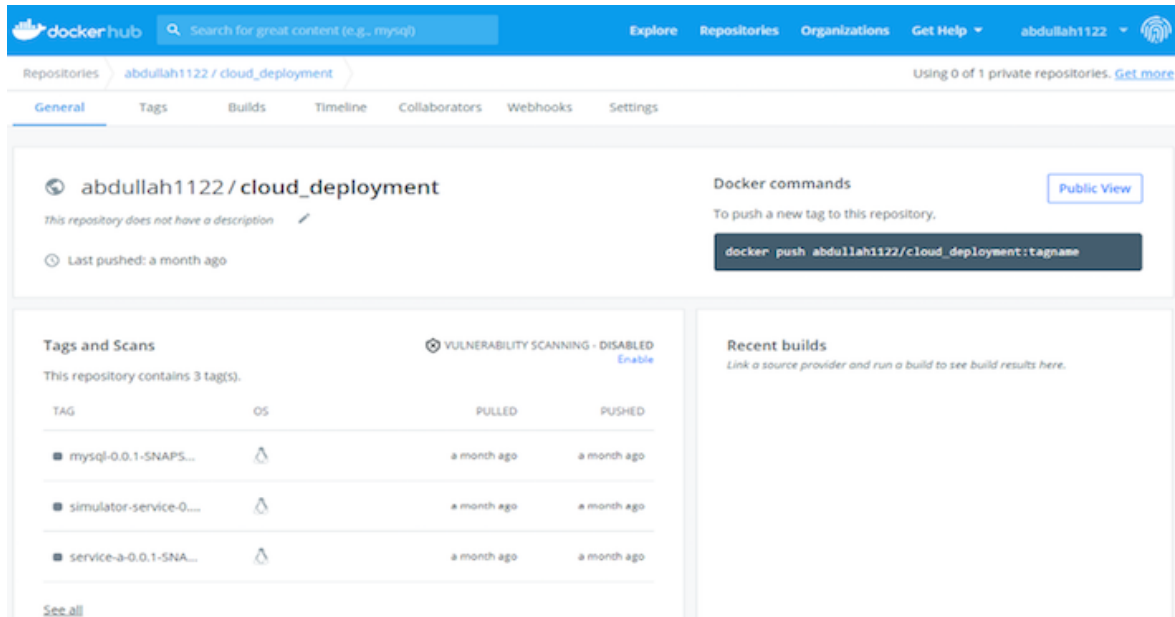 dockerhub
Search for great content (e.g., mysql)
Explore
Repositories
Organizations
Get Help
abdullah1122
Repositories
abdullah1122 / cloud_deployment
Using 0 of 1 private repositories. Get more
General
Tags
Builds
Timeline
Collaborators
Webhooks
Settings
abdullah1122 / cloud_deployment
This repository does not have a description
Last pushed: a month ago
Docker commands
Public View
To push a new tag to this repository,
docker push abdullah1122/cloud_deployment:tagname
Tags and Scans
VULNERABILITY SCANNING - DISABLED
Enable
This repository contains 3 tag(s).
TAG OS PULLED PUSHED
mysql-0.0.1-SNAPS... a month ago a month ago
simulator-service-0.... a month ago a month ago
service-a-0.0.1-SNA... a month ago a month ago
See all
Recent builds
Link a source provider and run a build to see build results here.